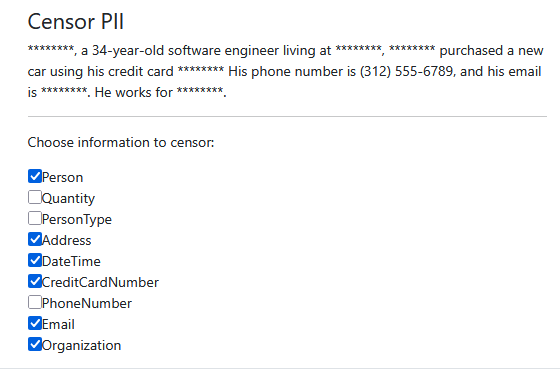 Censor PII
********, a 34-year-old software engineer living at ********, ******** purchased a new
car using his credit card ******** His phone number is (312) 555-6789, and his email
is ********. He works for ********.
Choose information to censor:
Person
Quantity
PersonType
Address
DateTime
CreditCardNumber
PhoneNumber
Email
Organization